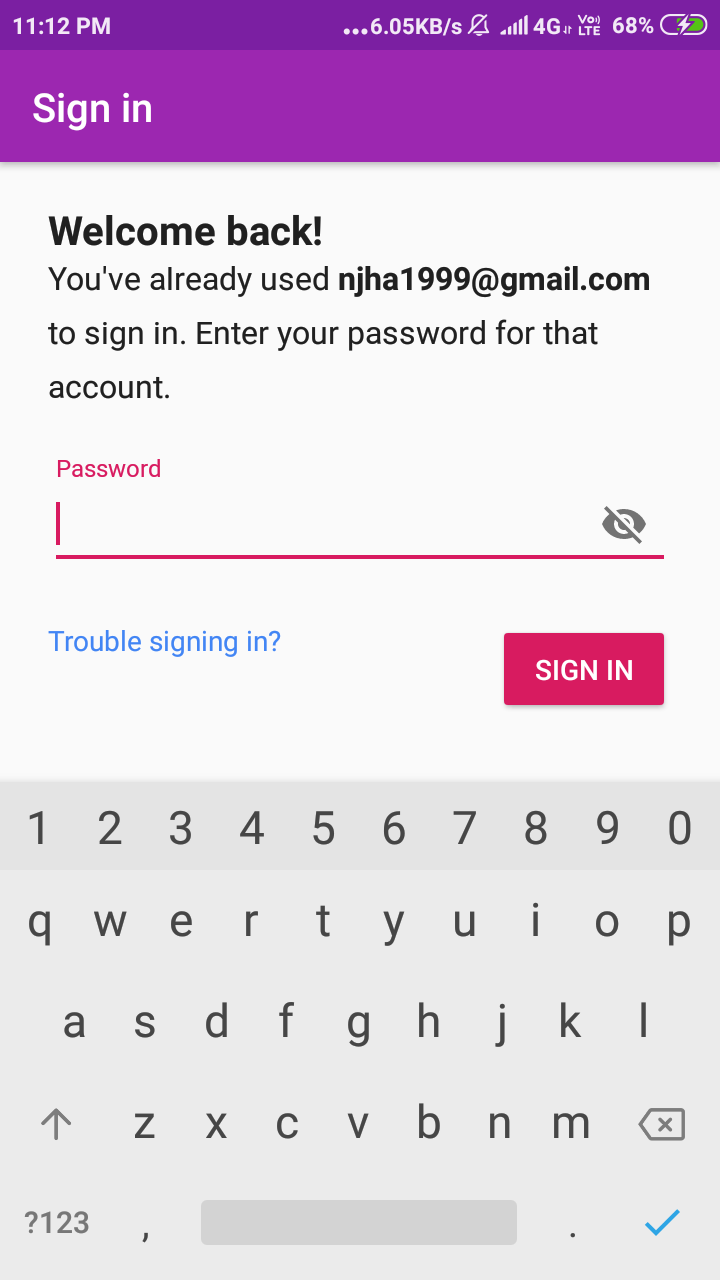 11:12 PM ...6.05KB/s 4G VoLTE 68%
Sign in
Welcome back!
You've already used njha1999@gmail.com
to sign in. Enter your password for that
account.
Password
Trouble signing in?
SIGN IN
1 2 3 4 5 6 7 8 9 0
q w e r t y u i o p
a s d f g h j k l
z x c v b n m
?123 , .